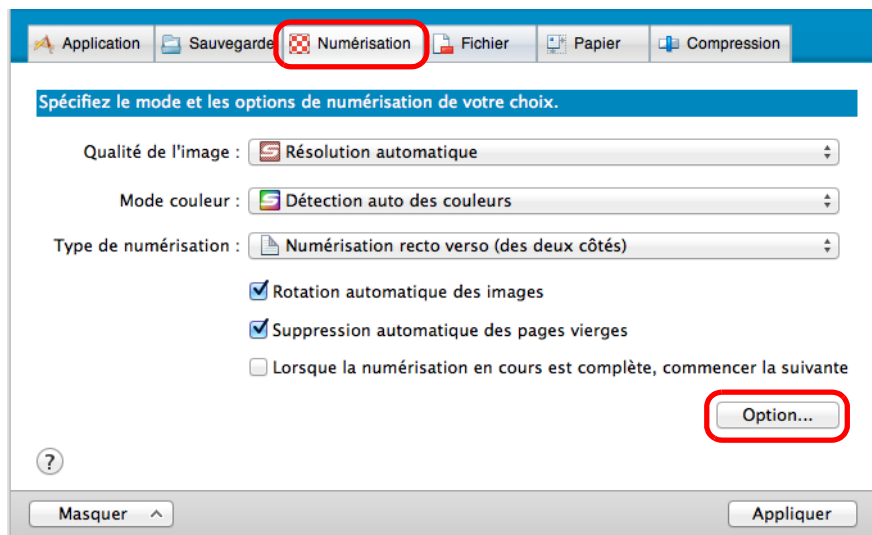 Application Sauvegarde Numérisation Fichier Papier Compression
Spécifiez le mode et les options de numérisation de votre choix.
Qualité de l'image : Résolution automatique
Mode couleur : Détection auto des couleurs
Type de numérisation : Numérisation recto verso (des deux côtés)
Rotation automatique des images
Suppression automatique des pages vierges
Lorsque la numérisation en cours est complète, commencer la suivante
Option...
?
Masquer Appliquer